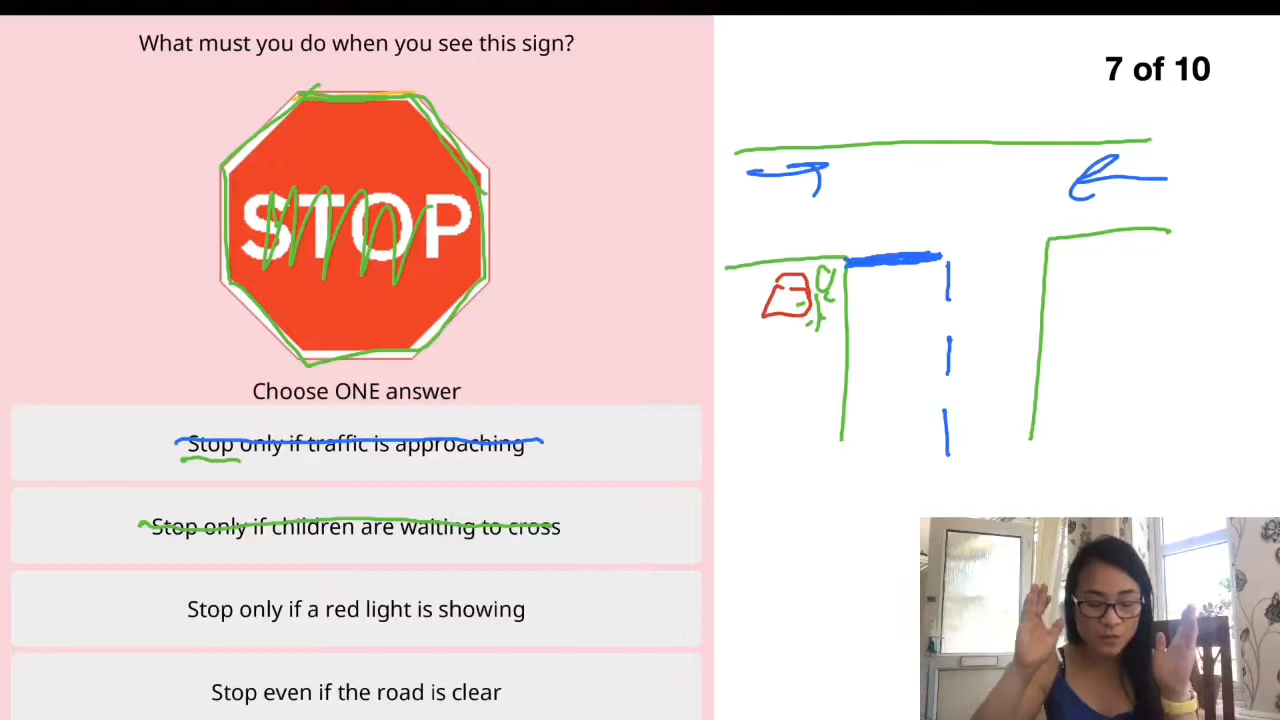 What must you do when you see this sign?
7 of 10
STOP
Choose ONE answer
Stop only if traffic is approaching
Stop only if children are waiting to cross
Stop only if a red light is showing
Stop even if the road is clear